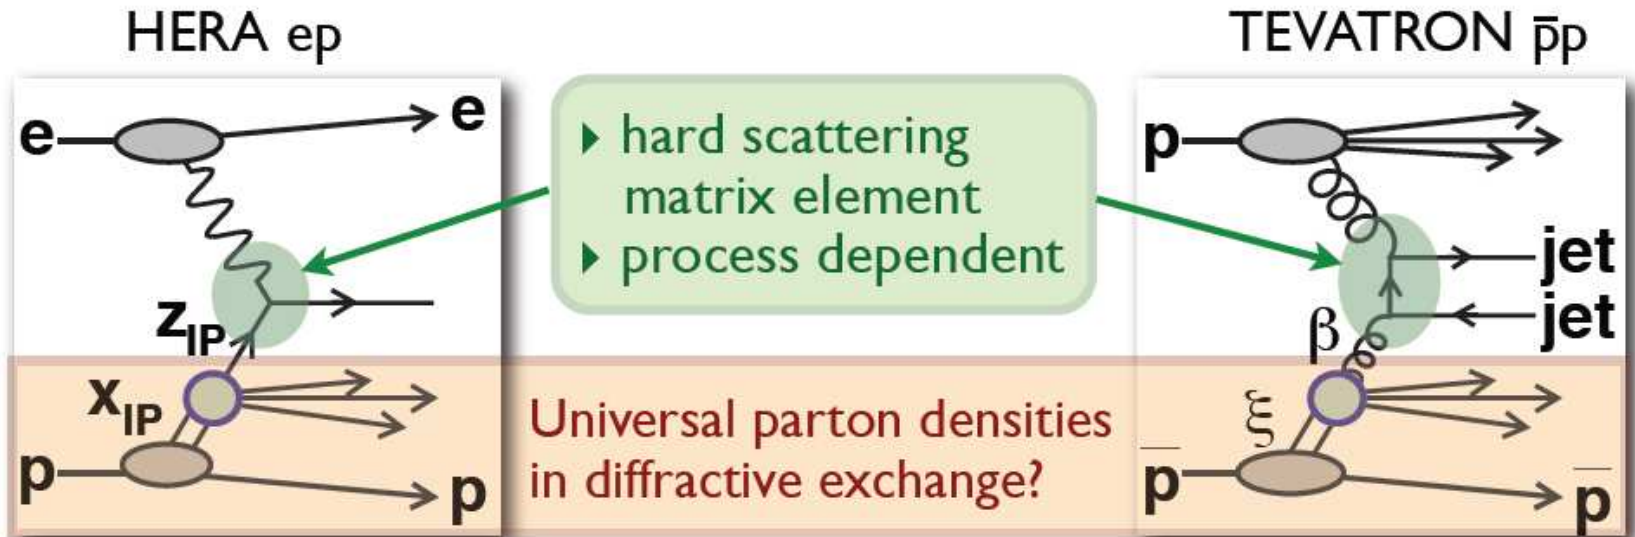 HERA ep
TEVATRON p̅p
e
e
▸ hard scattering
matrix element
▸ process dependent
p
jet
jet
z_IP
β
x_IP
ξ
Universal parton densities
in diffractive exchange?
p
p
p̅
p̅